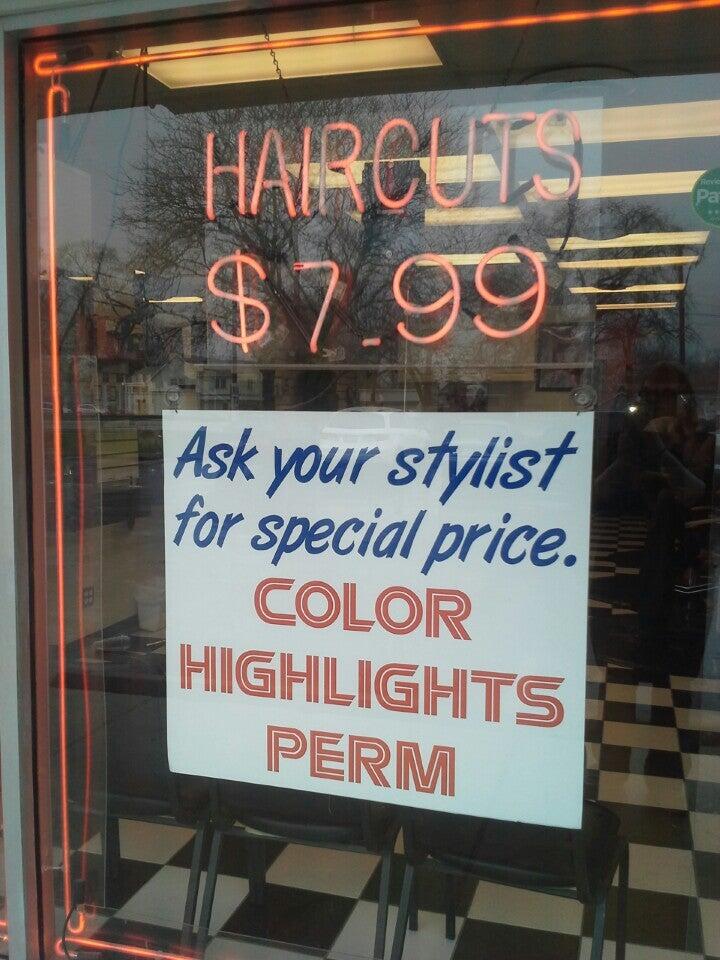 HAIRCUTS
$7.99
Ask your stylist
for special price.
COLOR
HIGHLIGHTS
PERM